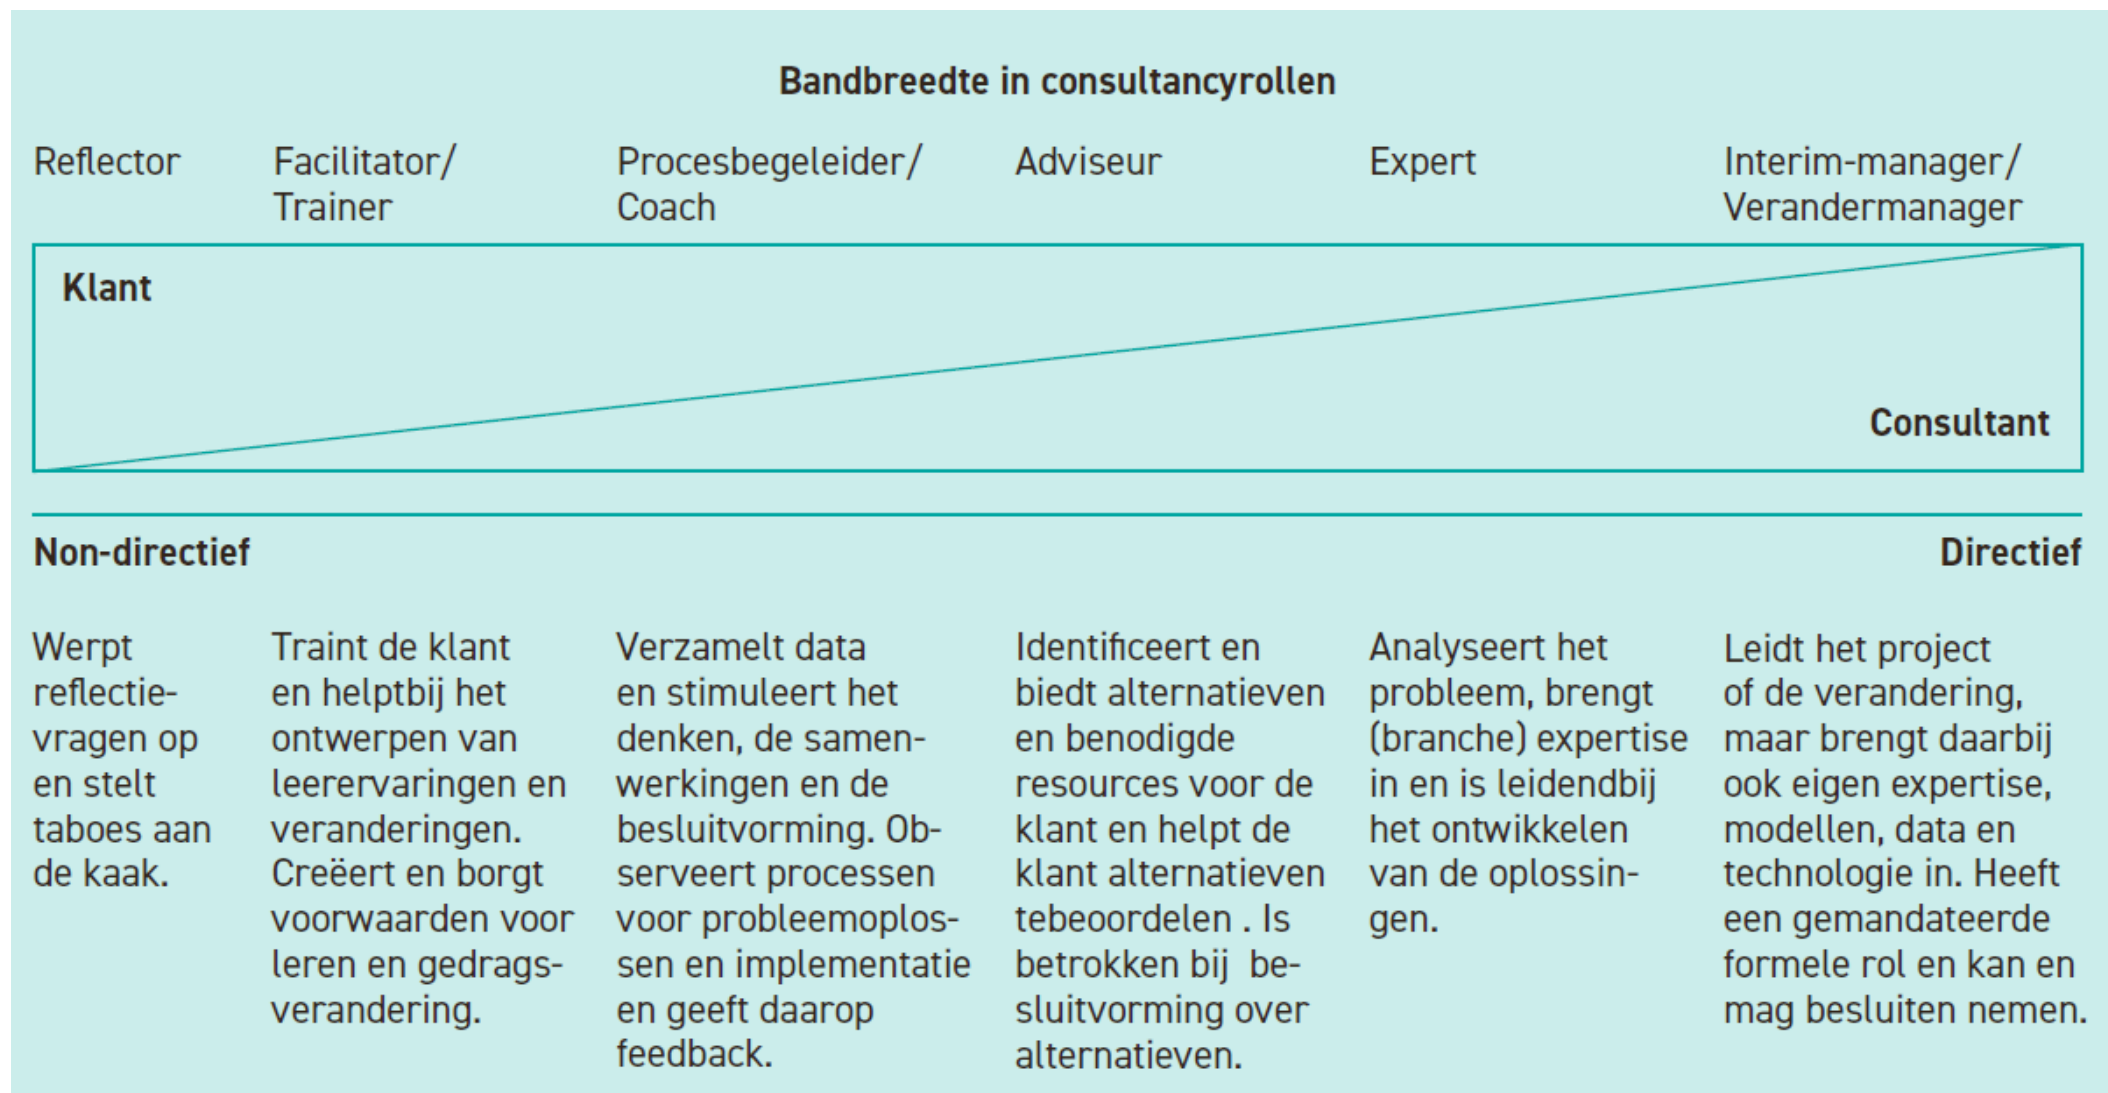 Bandbreedte in consultancyrollen
Reflector
Facilitator/
Trainer
Procesbegeleider/
Coach
Adviseur
Expert
Interim-manager/
Verandermanager
Klant
Consultant
Non-directief
Directief
Werpt
reflectie-
vragen op
en stelt
taboes aan
de kaak.
Traint de klant
en helptbij het
ontwerpen van
leerervaringen en
veranderingen.
Creëert en borgt
voorwaarden voor
leren en gedrags-
verandering.
Verzamelt data
en stimuleert het
denken, de samen-
werkingen en de
besluitvorming. Ob-
serveert processen
voor probleemoplos-
sen en implementatie
en geeft daarop
feedback.
Identificeert en
biedt alternatieven
en benodigde
resources voor de
klant en helpt de
klant alternatieven
tebeoordelen . Is
betrokken bij  be-
sluitvorming over
alternatieven.
Analyseert het
probleem, brengt
(branche) expertise
in en is leidendbij
het ontwikkelen
van de oplossin-
gen.
Leidt het project
of de verandering,
maar brengt daarbij
ook eigen expertise,
modellen, data en
technologie in. Heeft
een gemandateerde
formele rol en kan en
mag besluiten nemen.